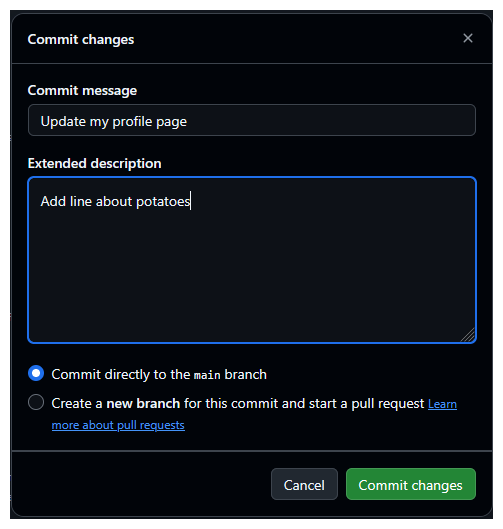 Commit changes
Commit message
Update my profile page
Extended description
Add line about potatoes
Commit directly to the main branch
Create a new branch for this commit and start a pull request Learn
more about pull requests
Cancel Commit changes